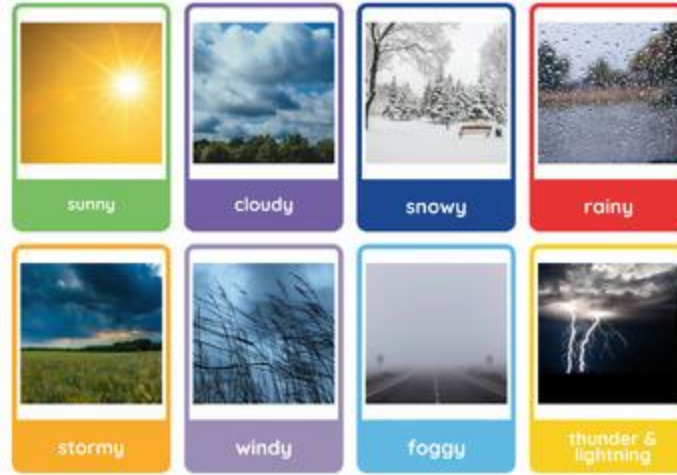 sunny
cloudy
snowy
rainy
stormy
windy
foggy
thunder &
lightning